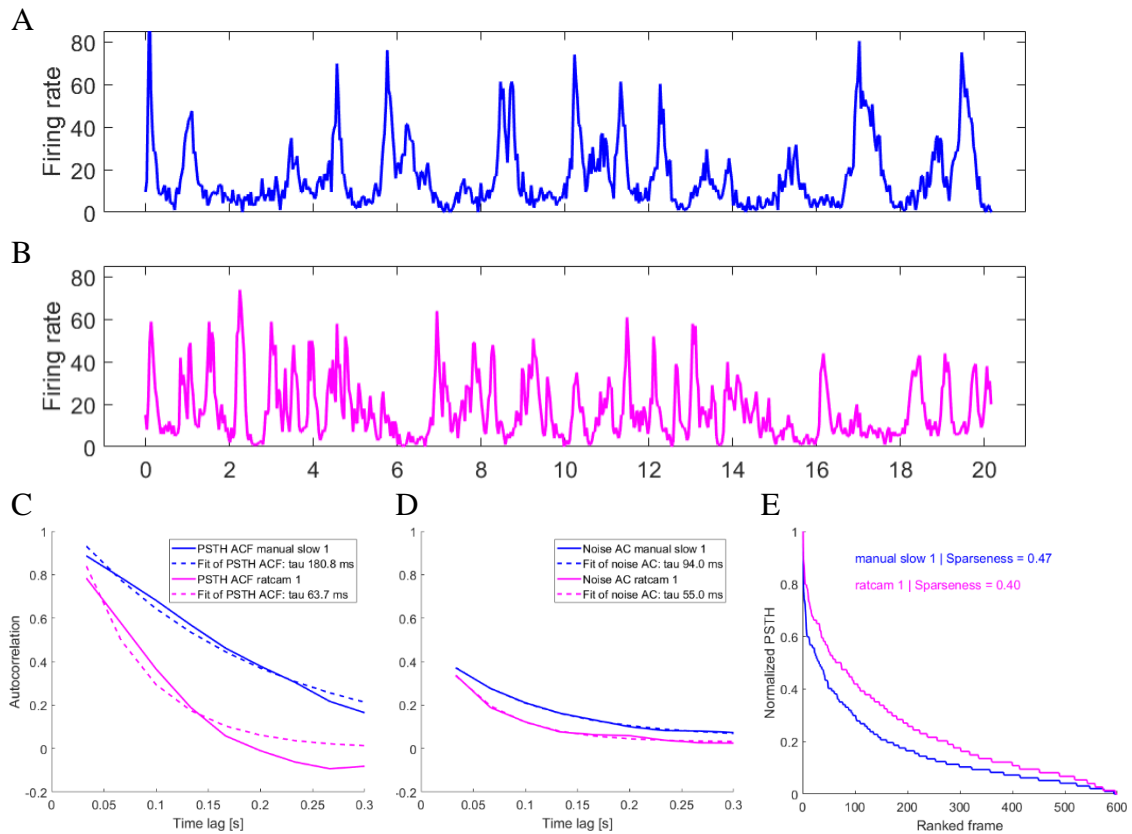 A
Firing rate
80
60
40
20
0
B
Firing rate
80
60
40
20
0
0 2 4 6 8 10 12 14 16 18 20
C
Autocorrelation
1
0.8
0.6
0.4
0.2
0
-0.2
PSTH ACF manual slow 1
Fit of PSTH ACF: tau 180.8 ms
PSTH ACF ratcam 1
Fit of PSTH ACF: tau 63.7 ms
0 0.05 0.1 0.15 0.2 0.25 0.3
Time lag [s]
D
1
0.8
0.6
0.4
0.2
0
-0.2
Noise AC manual slow 1
Fit of noise AC: tau 94.0 ms
Noise AC ratcam 1
Fit of noise AC: tau 55.0 ms
0 0.05 0.1 0.15 0.2 0.25 0.3
Time lag [s]
E
Normalized PSTH
1
0.8
0.6
0.4
0.2
0
manual slow 1 | Sparseness = 0.47
ratcam 1 | Sparseness = 0.40
0 100 200 300 400 500 600
Ranked frame